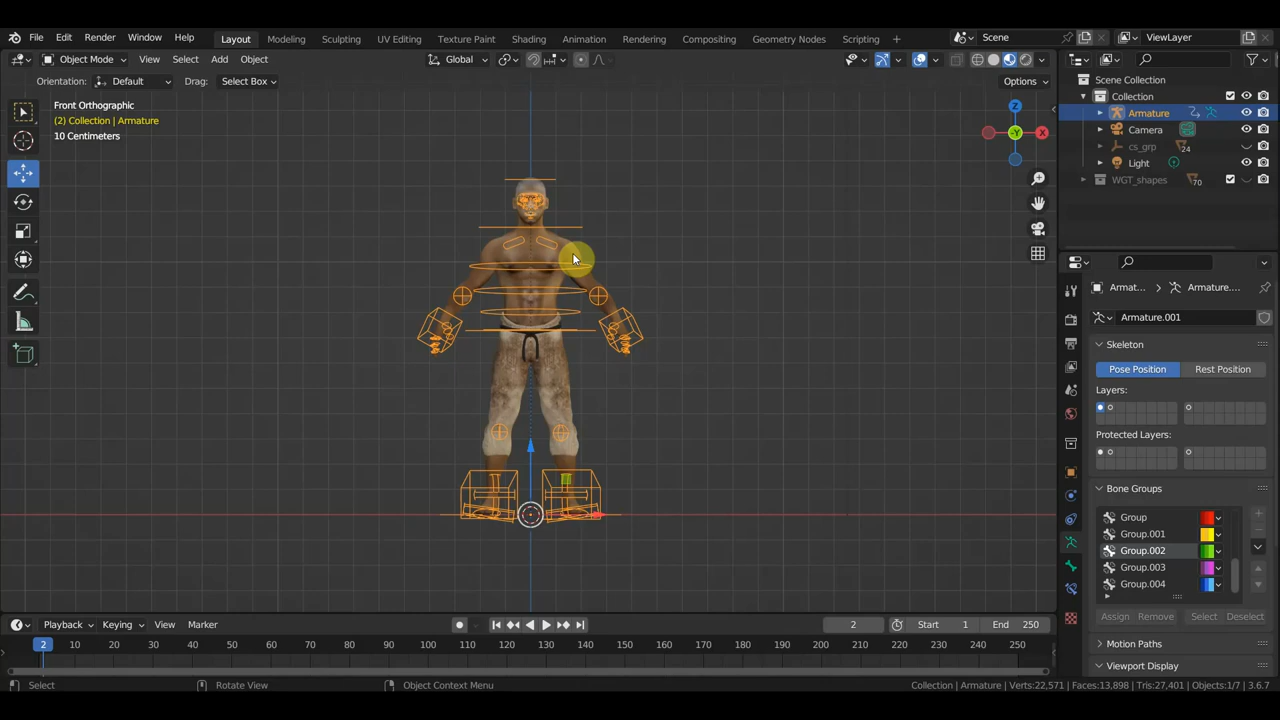 File Edit Render Window Help Layout Modeling Sculpting UV Editing Texture Paint Shading Animation Rendering Compositing Geometry Nodes Scripting + Scene ViewLayer
Object Mode View Select Add Object Global
Orientation: Default Drag: Select Box Options
Front Orthographic
(2) Collection | Armature
10 Centimeters
Z
X
-Y
Scene Collection
Collection
Armature
Camera
cs_grp 24
Light
WGT_shapes 70
Armat... Armature....
Armature.001
Skeleton
Pose Position Rest Position
Layers:
Protected Layers:
Bone Groups
Group
Group.001
Group.002
Group.003
Group.004
Assign Remove Select Deselect
Motion Paths
Viewport Display
Playback Keying View Marker 2 Start 1 End 250
2 10 20 30 40 50 60 70 80 90 100 110 120 130 140 150 160 170 180 190 200 210 220 230 240 250
Select Rotate View Object Context Menu Collection | Armature | Verts:22,571 | Faces:13,898 | Tris:27,401 | Objects:1/7 | 3.6.7